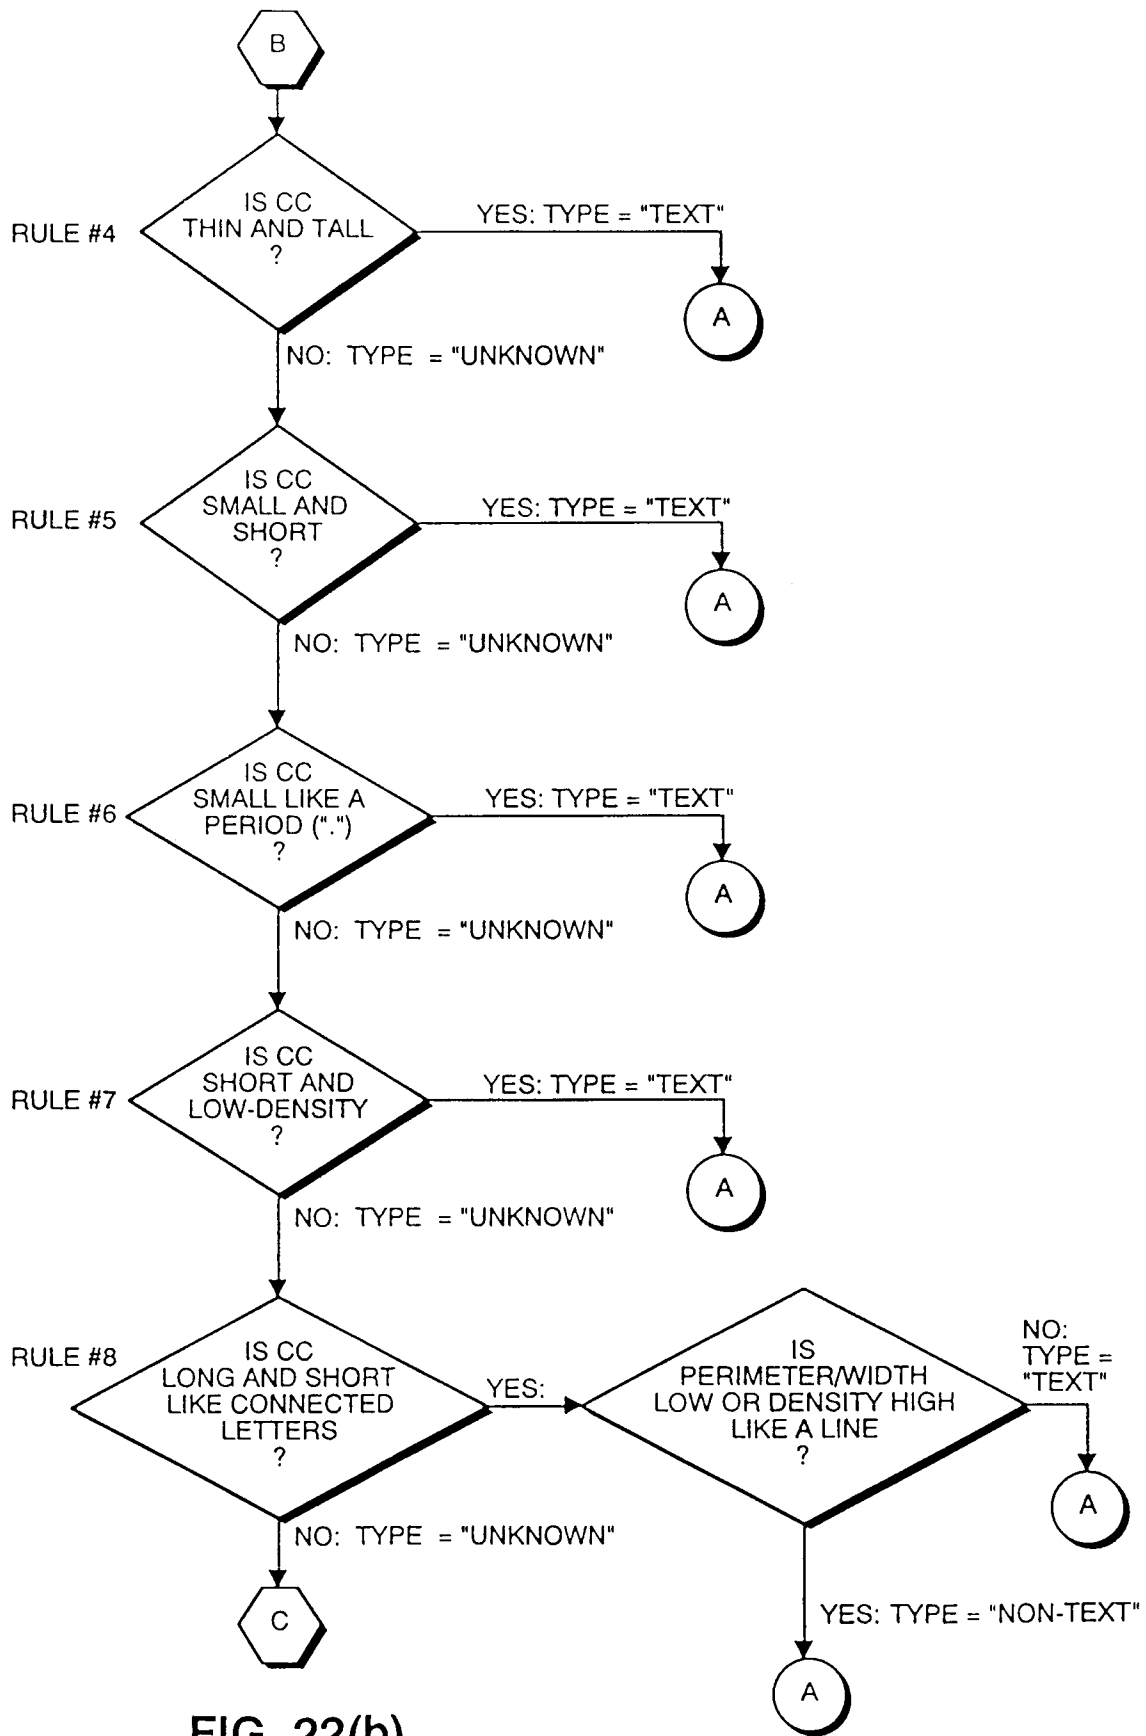 B
IS CC
THIN AND TALL
?
RULE #4
YES: TYPE = "TEXT"
A
NO: TYPE = "UNKNOWN"
IS CC
SMALL AND
SHORT
?
RULE #5
YES: TYPE = "TEXT"
A
NO: TYPE = "UNKNOWN"
IS CC
SMALL LIKE A
PERIOD (".")
?
RULE #6
YES: TYPE = "TEXT"
A
NO: TYPE = "UNKNOWN"
IS CC
SHORT AND
LOW-DENSITY
?
RULE #7
YES: TYPE = "TEXT"
A
NO: TYPE = "UNKNOWN"
RULE #8
IS CC
LONG AND SHORT
LIKE CONNECTED
LETTERS
?
YES:
IS
PERIMETER/WIDTH
LOW OR DENSITY HIGH
LIKE A LINE
?
NO:
TYPE =
"TEXT"
A
NO: TYPE = "UNKNOWN"
C
YES: TYPE = "NON-TEXT"
A
FIG. 22(b)